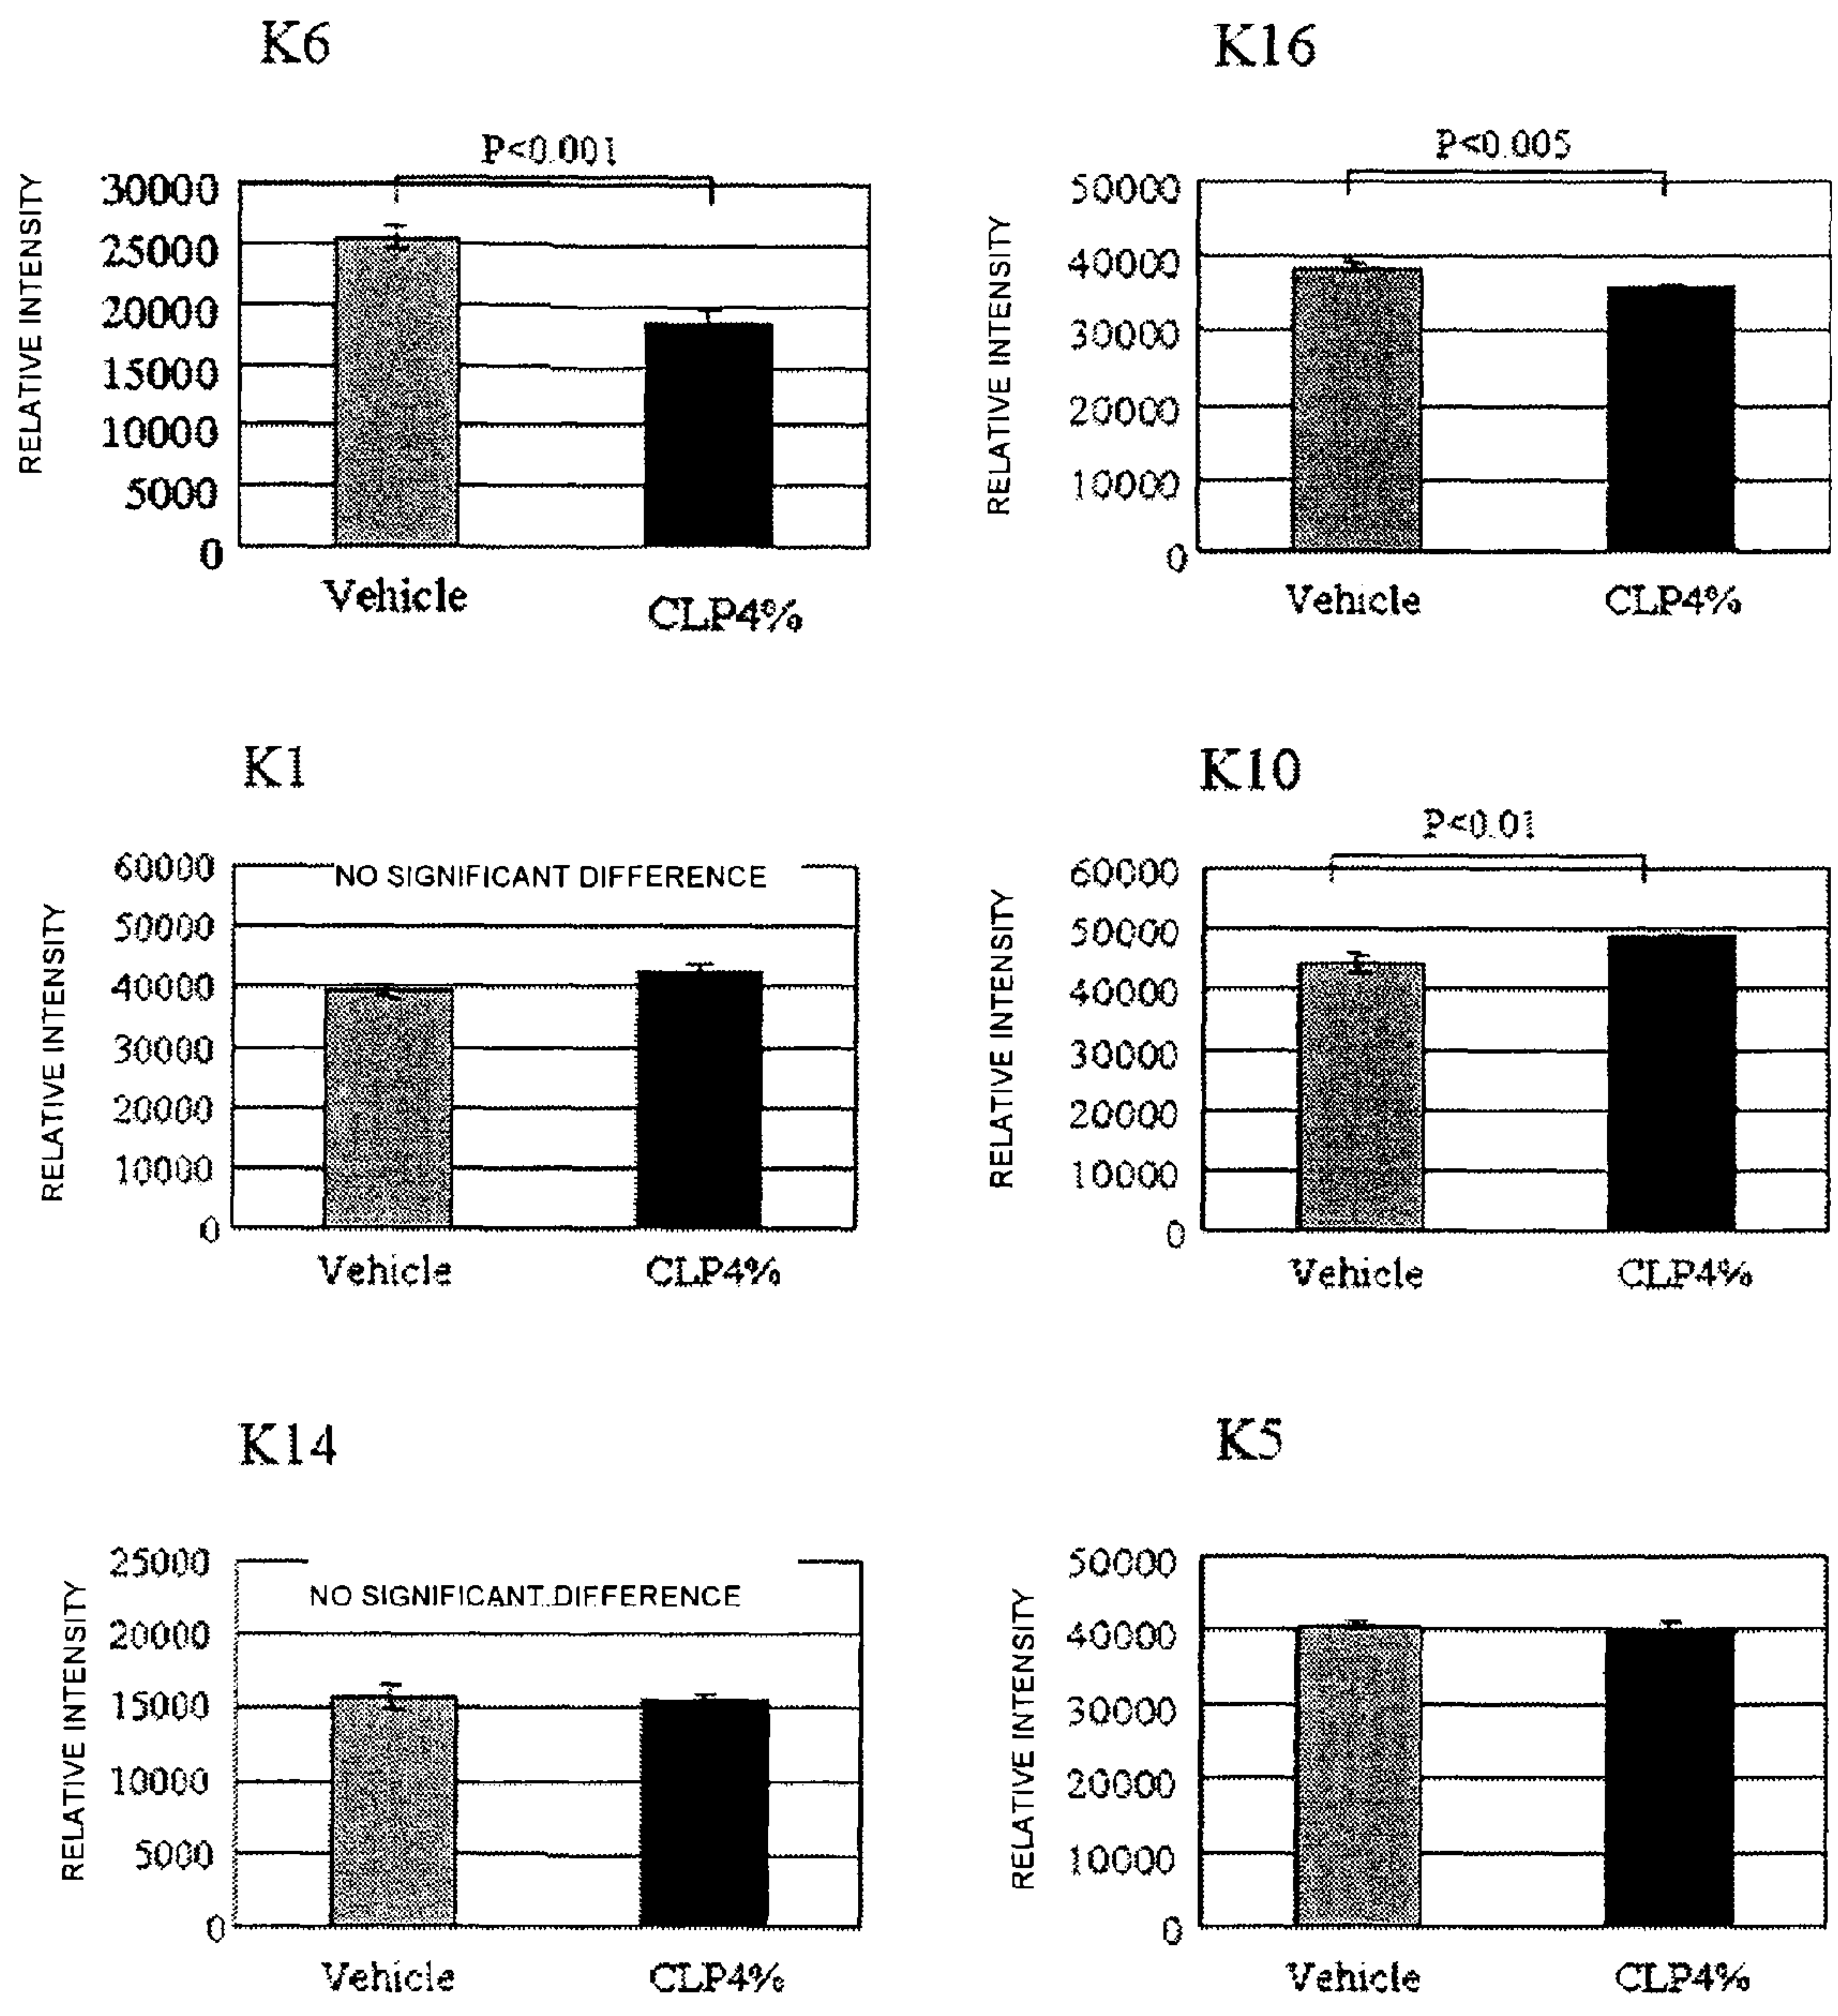 K6
P<0.001
RELATIVE INTENSITY
30000
25000
20000
15000
10000
5000
0
Vehicle
CLP4%
K16
P<0.005
RELATIVE INTENSITY
50000
40000
30000
20000
10000
0
Vehicle
CLP4%
K1
NO SIGNIFICANT DIFFERENCE
RELATIVE INTENSITY
60000
50000
40000
30000
20000
10000
0
Vehicle
CLP4%
K10
P<0.01
RELATIVE INTENSITY
60000
50000
40000
30000
20000
10000
0
Vehicle
CLP4%
K14
NO SIGNIFICANT DIFFERENCE
RELATIVE INTENSITY
25000
20000
15000
10000
5000
0
Vehicle
CLP4%
K5
RELATIVE INTENSITY
50000
40000
30000
20000
10000
0
Vehicle
CLP4%